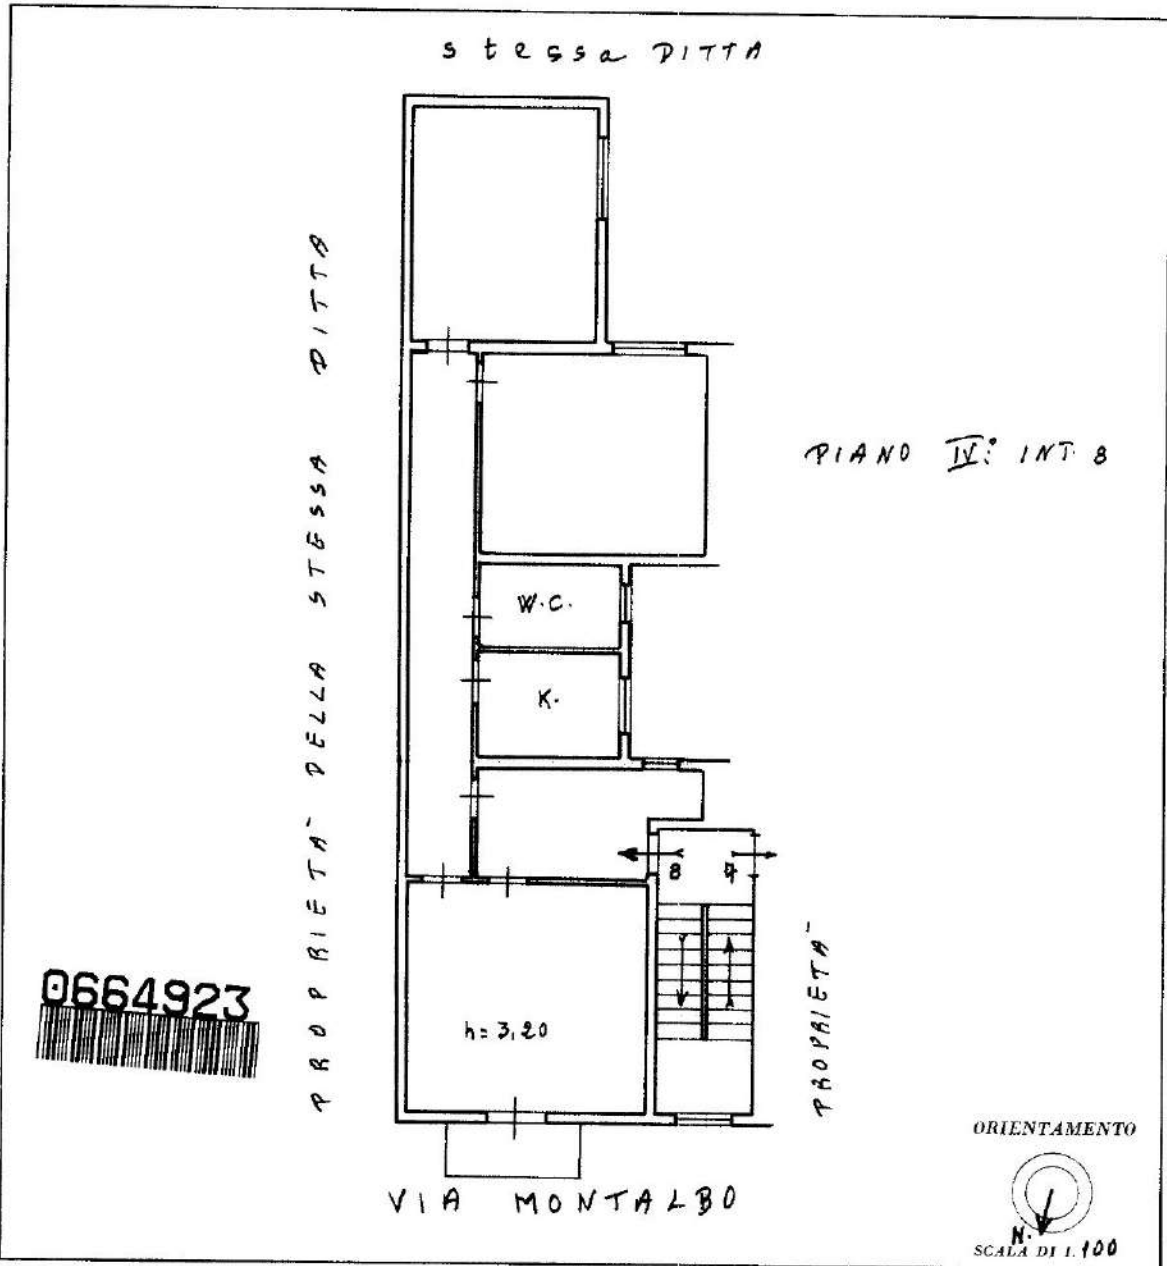 stessa DITTA
PROPRIETA' DELLA STESSA DITTA
PIANO IV° INT. 8
W.C.
K.
8 7
h=3,20
PROPRIETA'
0664923
VIA MONTALBO
ORIENTAMENTO
N.
SCALA DI 1:100